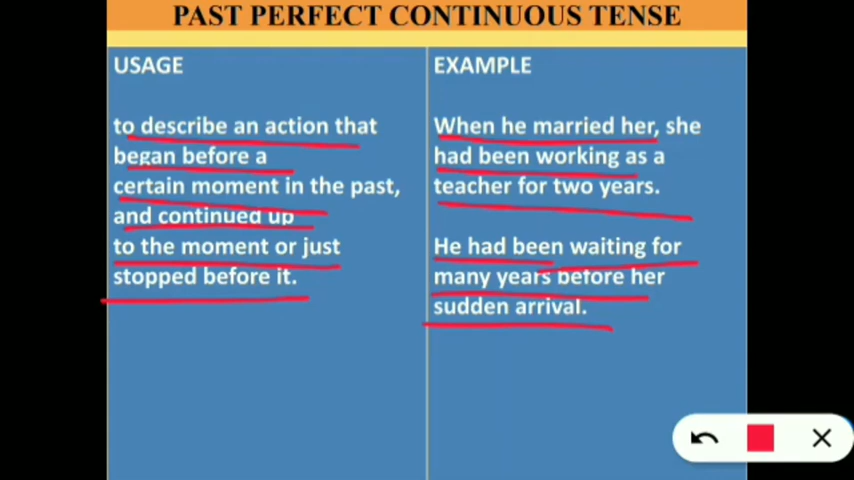 PAST PERFECT CONTINUOUS TENSE
USAGE
to describe an action that
began before a
certain moment in the past,
and continued up
to the moment or just
stopped before it.
EXAMPLE
When he married her, she
had been working as a
teacher for two years.
He had been waiting for
many years before her
sudden arrival.